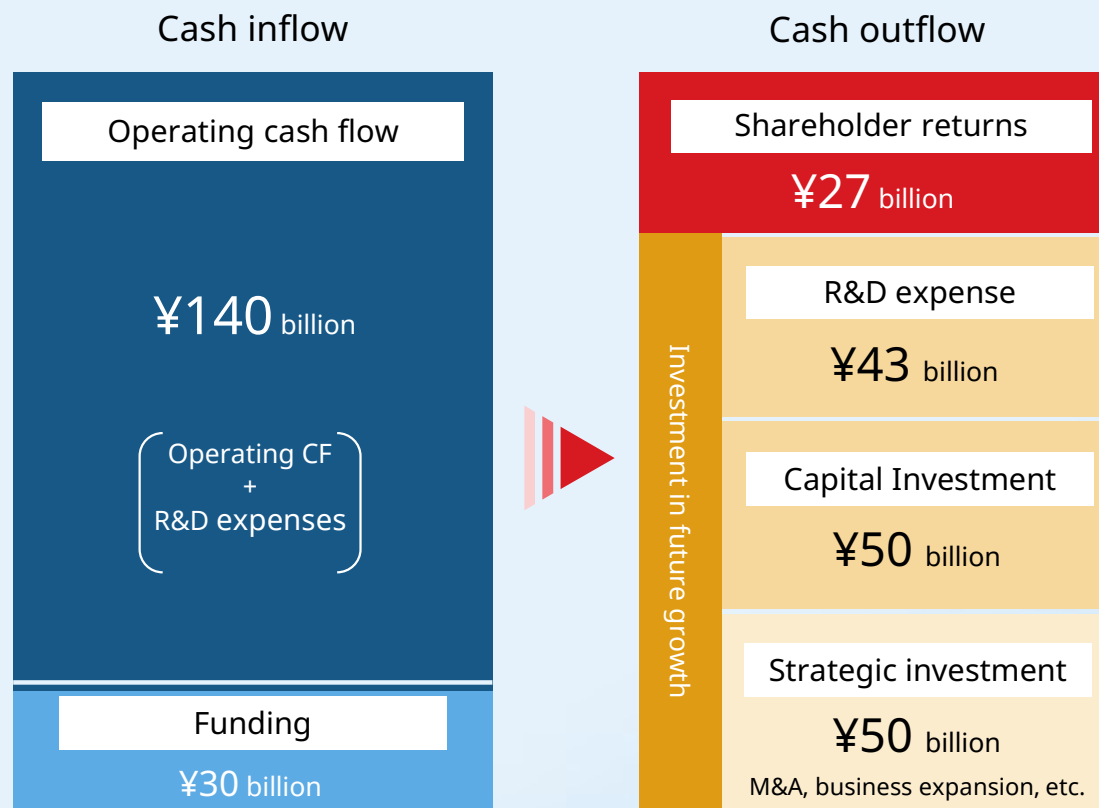 Cash inflow
Operating cash flow
¥140 billion
Operating CF
+
R&D expenses
Funding
¥30 billion
Cash outflow
Shareholder returns
¥27 billion
Investment in future growth
R&D expense
¥43 billion
Capital Investment
¥50 billion
Strategic investment
¥50 billion
M&A, business expansion, etc.